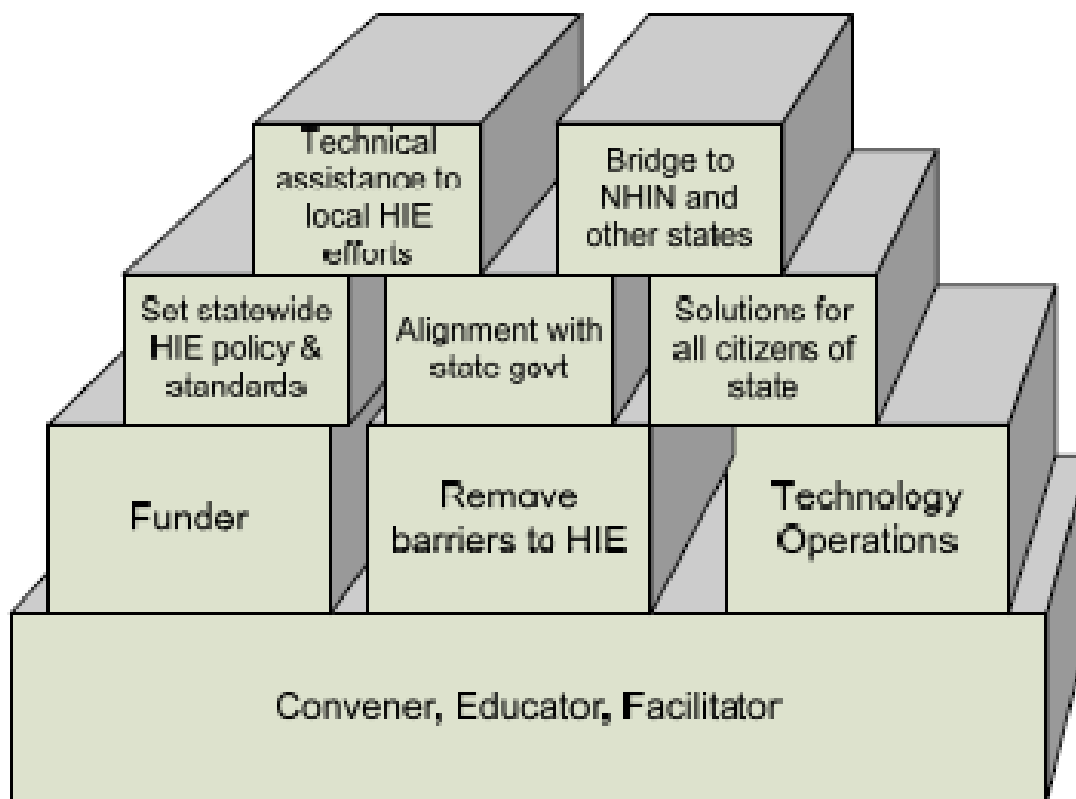 Technical
assistance to
local HIE
efforts
Bridge to
NHIN and
other states
Set statewide
HIE policy &
standards
Alignment with
state govt
Solutions for
all citizens of
state
Funder
Remove
barriers to HIE
Technology
Operations
Convener, Educator, Facilitator